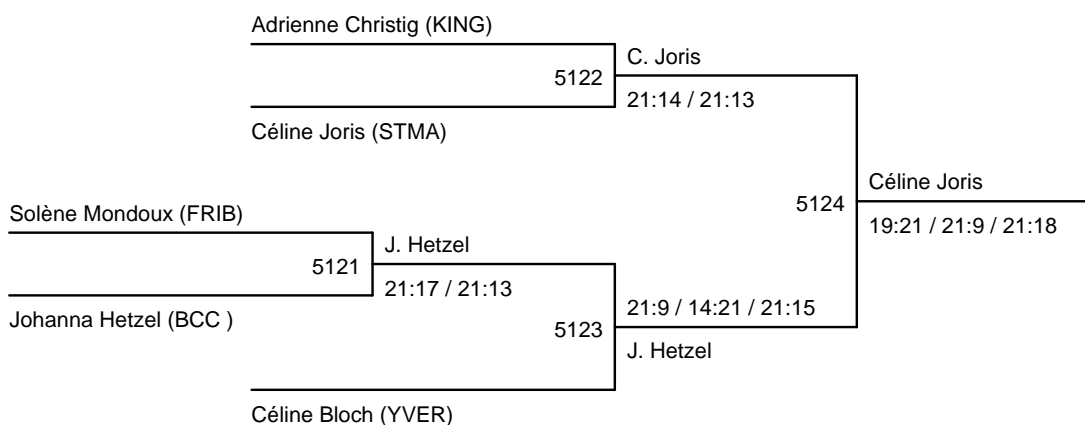 Adrienne Christig (KING)
5122
C. Joris
21:14 / 21:13
Céline Joris (STMA)
Solène Mondoux (FRIB)
5121
J. Hetzel
21:17 / 21:13
Johanna Hetzel (BCC )
5123
21:9 / 14:21 / 21:15
J. Hetzel
Céline Bloch (YVER)
5124
Céline Joris
19:21 / 21:9 / 21:18